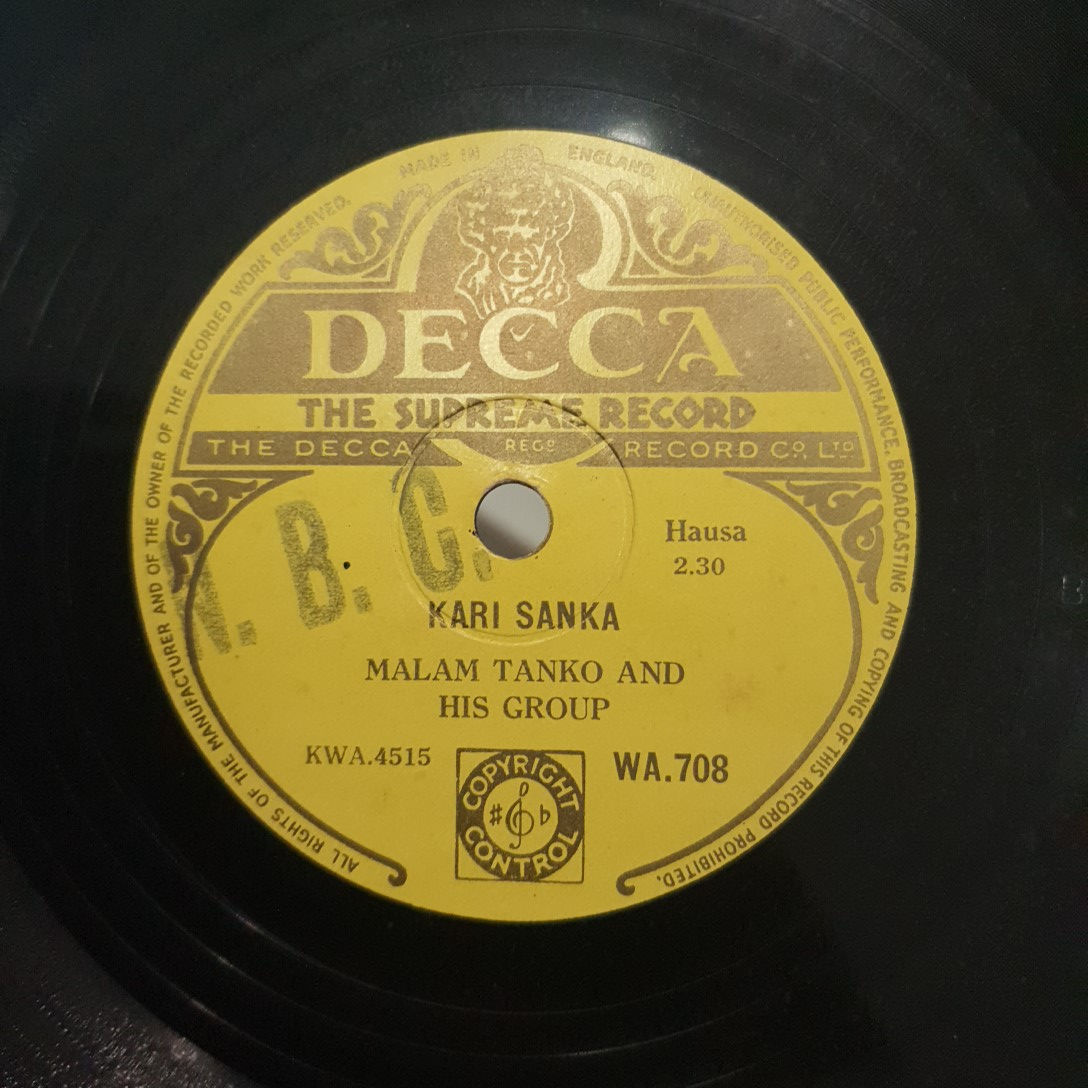 ALL RIGHTS OF THE MANUFACTURER AND OF THE OWNER OF THE RECORDED WORK RESERVED. MADE IN ENGLAND. UNAUTHORISED PUBLIC PERFORMANCE. BROADCASTING AND COPYING OF THIS RECORD PROHIBITED.
DECCA
THE SUPREME RECORD
THE DECCA REGD RECORD CO. LTD
N. B. C.
Hausa
2.30
KARI SANKA
MALAM TANKO AND
HIS GROUP
KWA.4515
WA.708
COPYRIGHT
♯ ♭
CONTROL